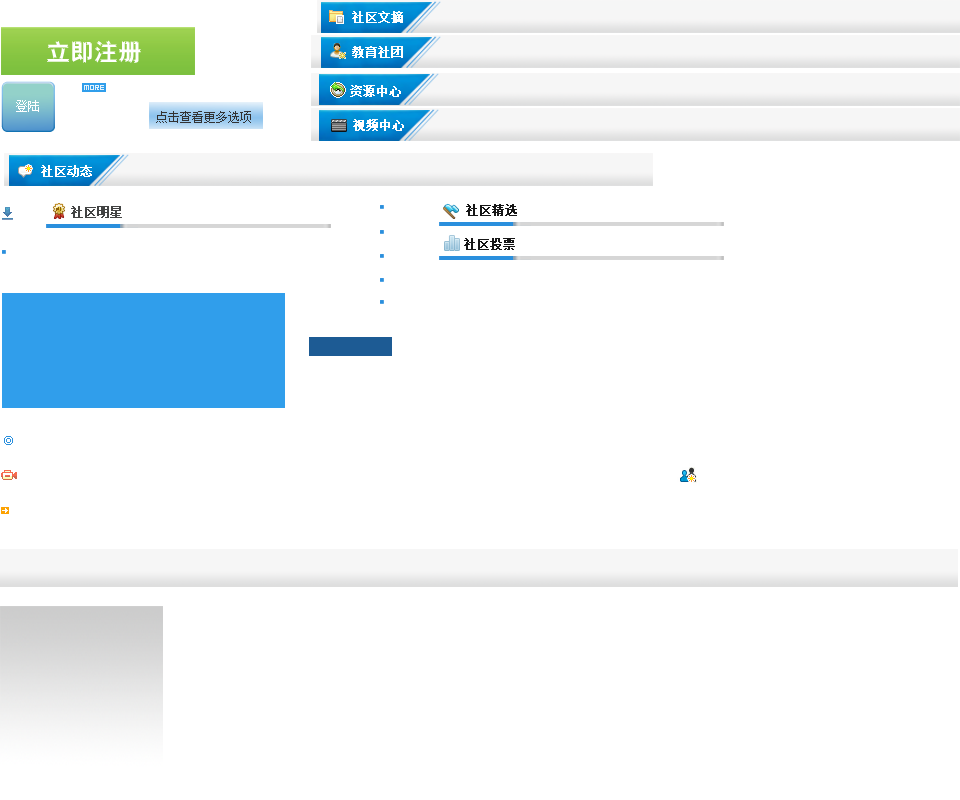 社区文摘
立即注册
教育社团
MORE
资源中心
登陆
点击查看更多选项
视频中心
社区动态
社区明星
社区精选
社区投票